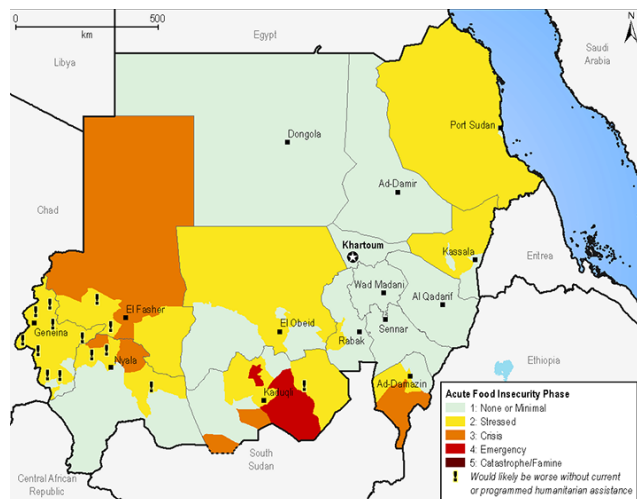 0
500
km
N
Egypt
Libya
Saudi
Arabia
Port Sudan
Dongola
Ad-Damir
Chad
Khartoum
Kassala
Eritrea
Wad Madani
Al Qadarif
El Fasher
Geneina
El Obeid
Sennar
Rabak
Nyala
Ethiopia
Ad-Damazin
Kaduqli
South
Sudan
Central African
Republic
Acute Food Insecurity Phase
1: None or Minimal
2: Stressed
3: Crisis
4: Emergency
5: Catastrophe/Famine
! Would likely be worse without current
or programmed humanitarian assistance